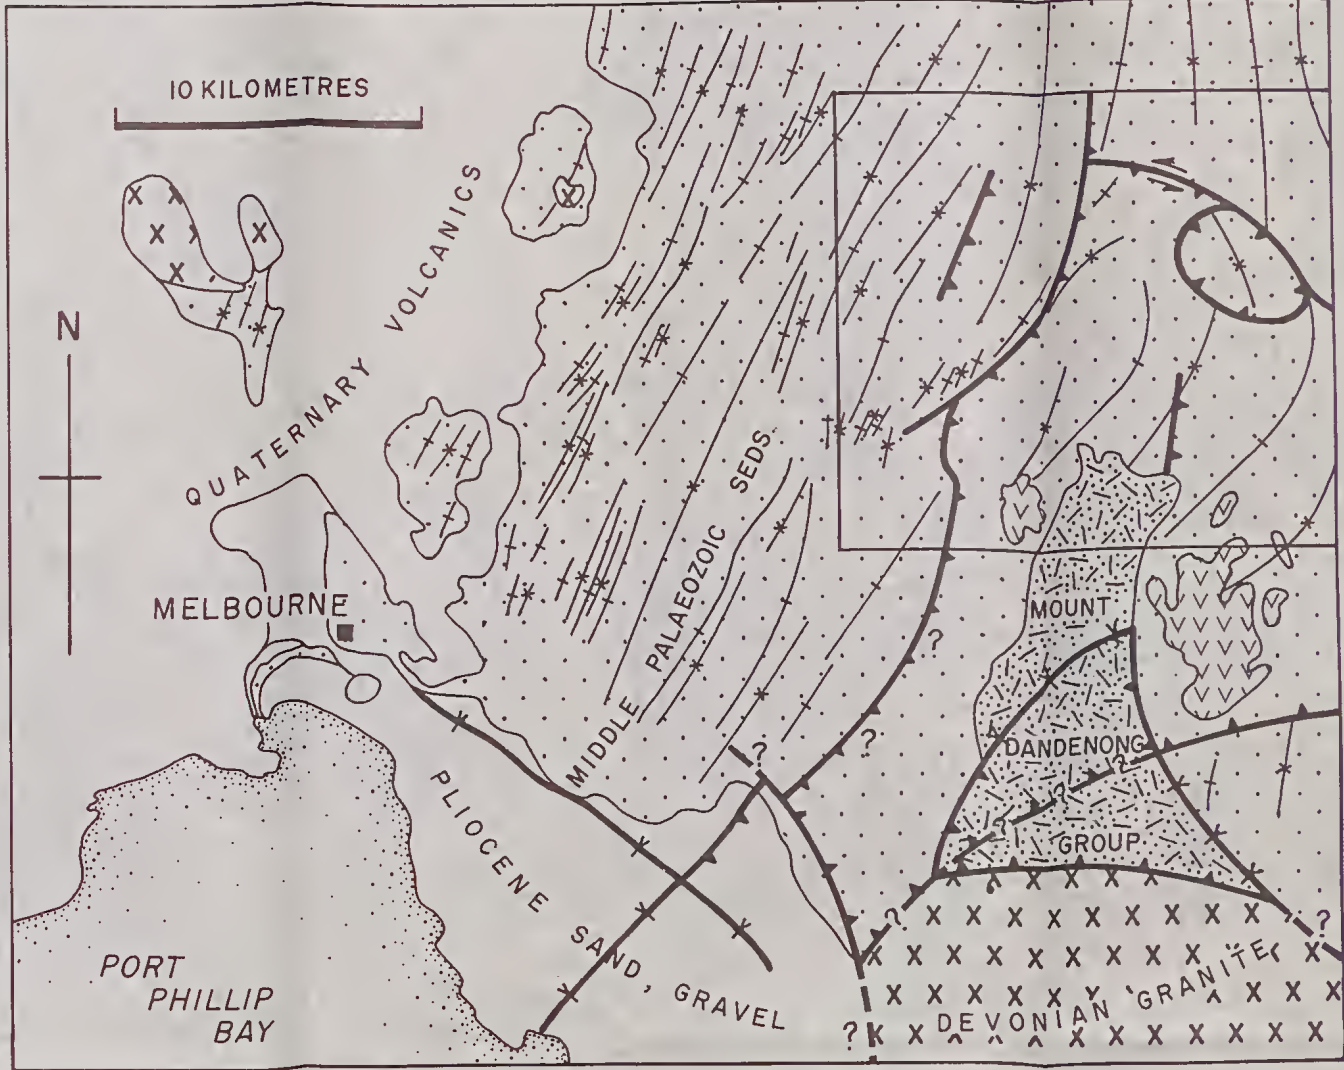 10 KILOMETRES
N
QUATERNARY VOLCANICS
MELBOURNE
MIDDLE PALAEOZOIC SEDS.
MOUNT
DANDENONG
GROUP
PLIOCENE SAND, GRAVEL
PORT
PHILLIP
BAY
DEVONIAN GRANITE
?
?
?
?
?
?
?
?
?